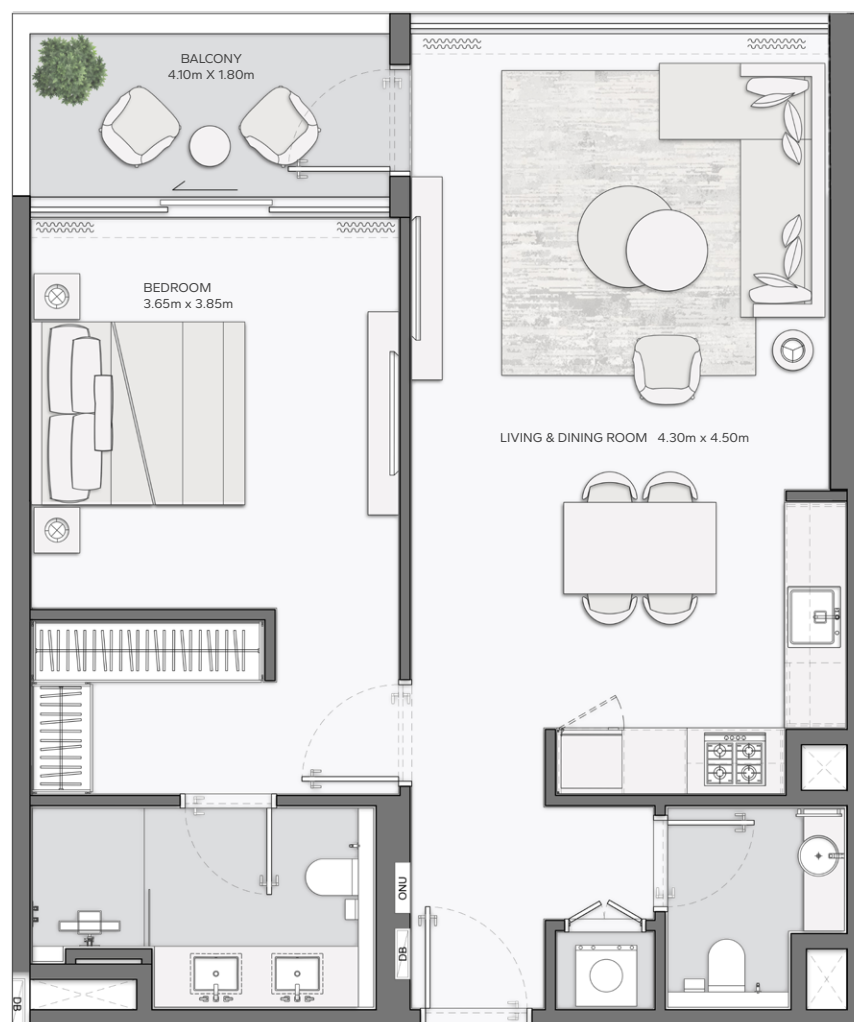 BALCONY
4.10m X 1.80m
BEDROOM
3.65m x 3.85m
LIVING & DINING ROOM 4.30m x 4.50m
ONU
DB
DB